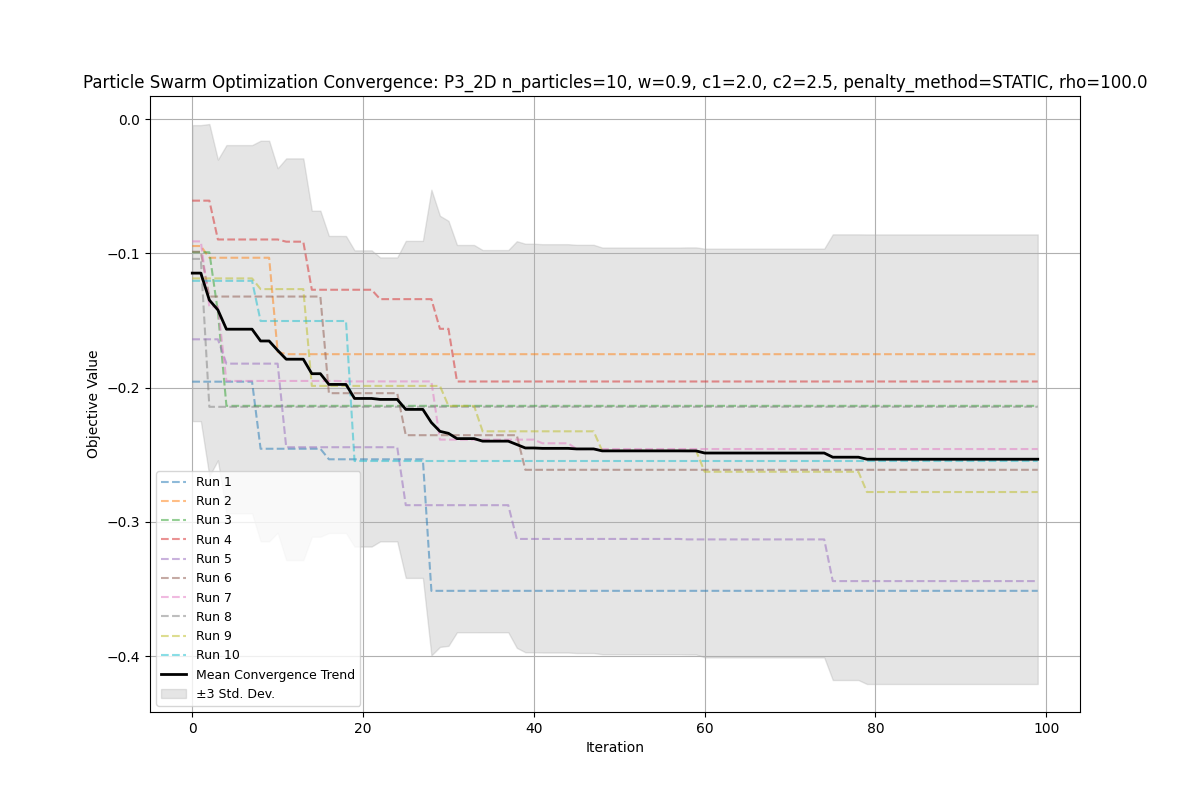 Particle Swarm Optimization Convergence: P3_2D n_particles=10, w=0.9, c1=2.0, c2=2.5, penalty_method=STATIC, rho=100.0
Objective Value
0.0
−0.1
−0.2
−0.3
−0.4
Run 1
Run 2
Run 3
Run 4
Run 5
Run 6
Run 7
Run 8
Run 9
Run 10
Mean Convergence Trend
±3 Std. Dev.
0 20 40 60 80 100
Iteration